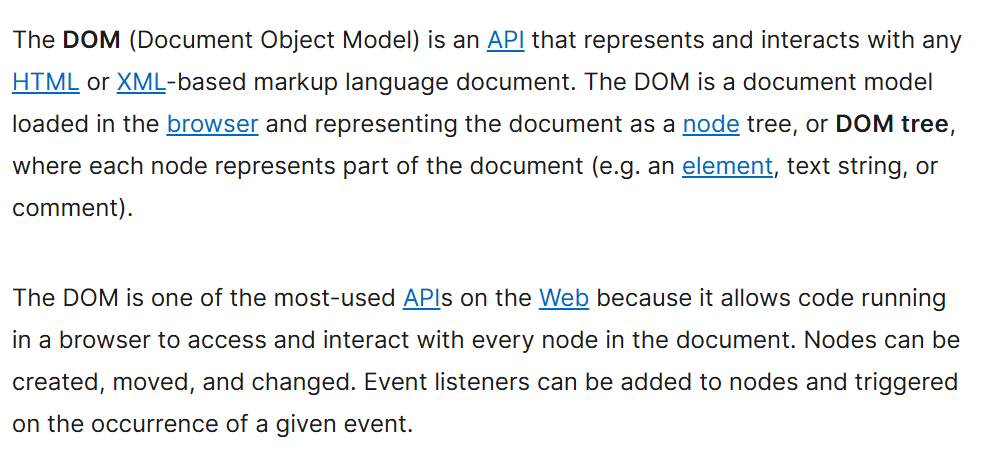 The DOM (Document Object Model) is an API that represents and interacts with any
HTML or XML-based markup language document. The DOM is a document model
loaded in the browser and representing the document as a node tree, or DOM tree,
where each node represents part of the document (e.g. an element, text string, or
comment).
The DOM is one of the most-used APIs on the Web because it allows code running
in a browser to access and interact with every node in the document. Nodes can be
created, moved, and changed. Event listeners can be added to nodes and triggered
on the occurrence of a given event.